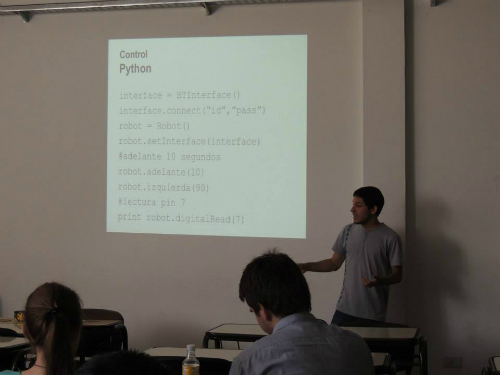 Control
Python
interface = BTInterface()
interface.connect("id","pass")
robot = Robot()
robot.setInterface(interface)
#adelante 10 segundos
robot.adelante(10)
robot.izquierda(90)
#lectura pin 7
print robot.digitalRead(7)